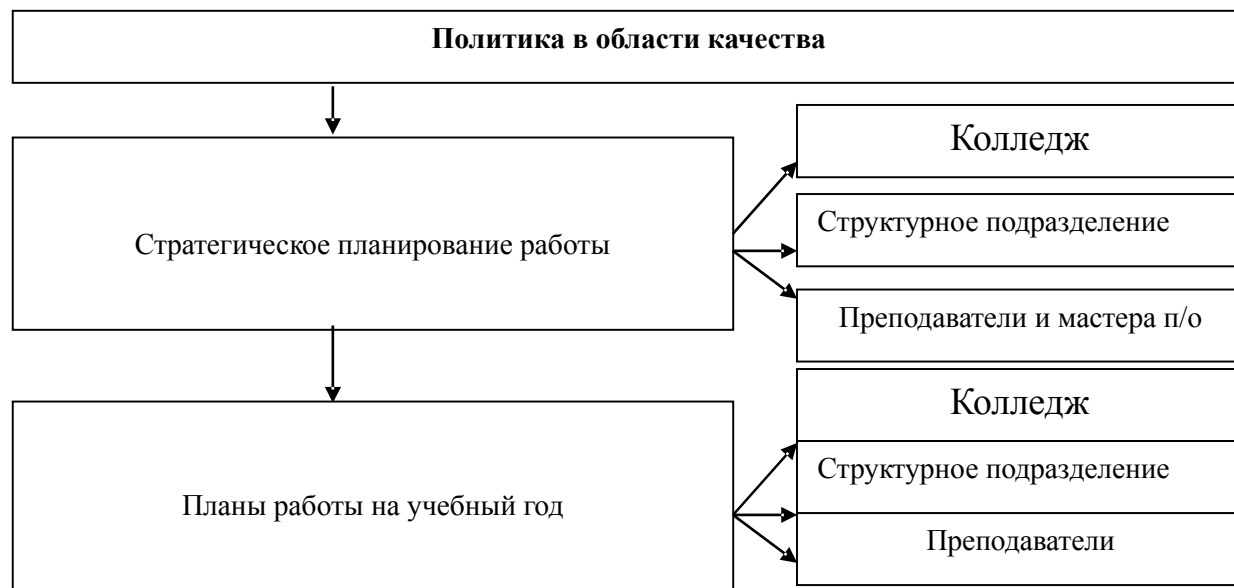 Политика в области качества
Колледж
Стратегическое планирование работы
Структурное подразделение
Преподаватели и мастера п/о
Колледж
Планы работы на учебный год
Структурное подразделение
Преподаватели